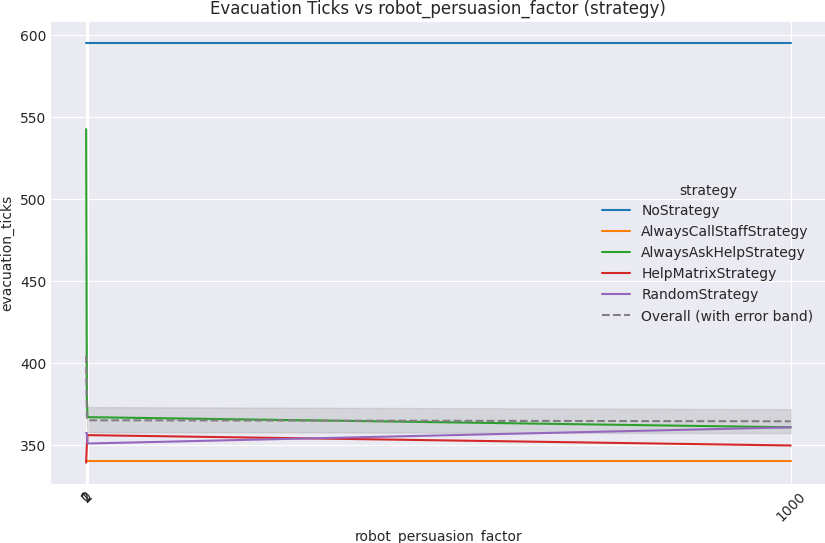 Evacuation Ticks vs robot_persuasion_factor (strategy)
evacuation_ticks
600
550
500
450
400
350
strategy
NoStrategy
AlwaysCallStaffStrategy
AlwaysAskHelpStrategy
HelpMatrixStrategy
RandomStrategy
Overall (with error band)
1000
robot_persuasion_factor